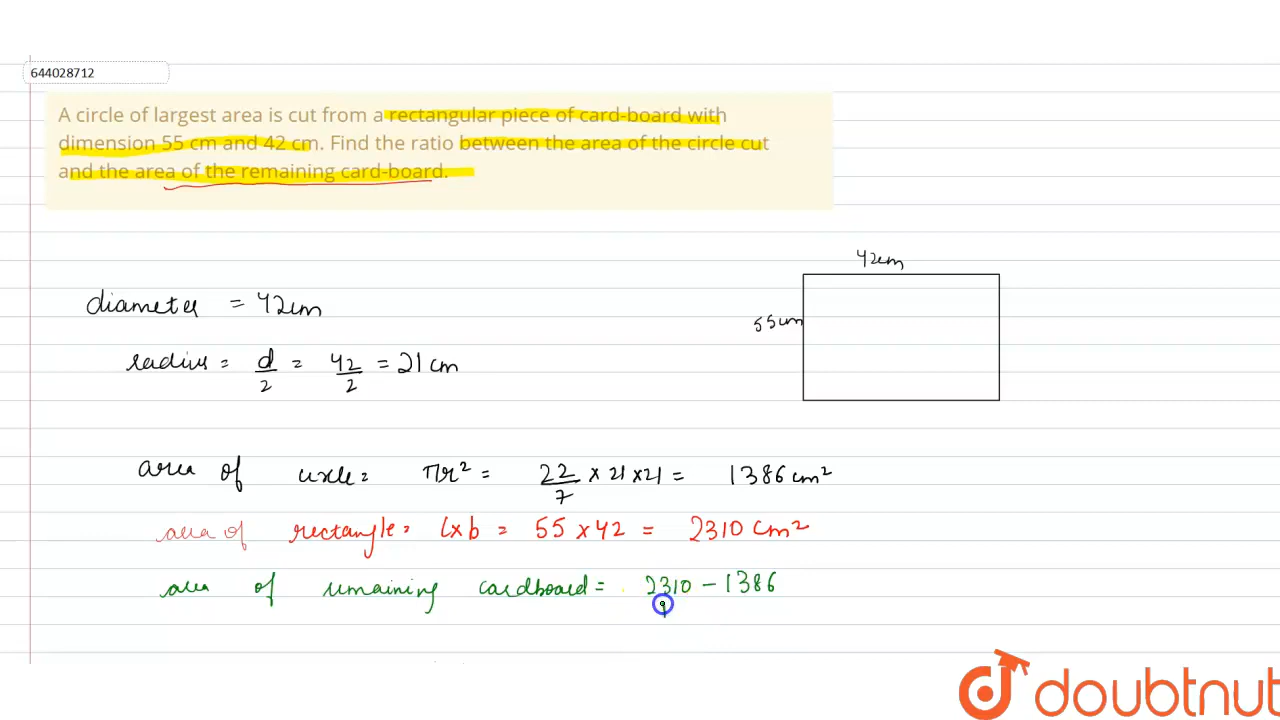 644028712
A circle of largest area is cut from a rectangular piece of card-board with
dimension 55 cm and 42 cm. Find the ratio between the area of the circle cut
and the area of the remaining card-board.
42cm
55cm
diameter = 42cm
radius = d/2 = 42/2 = 21 cm
area of circle = πr² = 22/7 × 21 × 21 = 1386 cm²
area of rectangle = l×b = 55 × 42 = 2310 cm²
area of remaining cardboard = 2310 - 1386
doubtnut